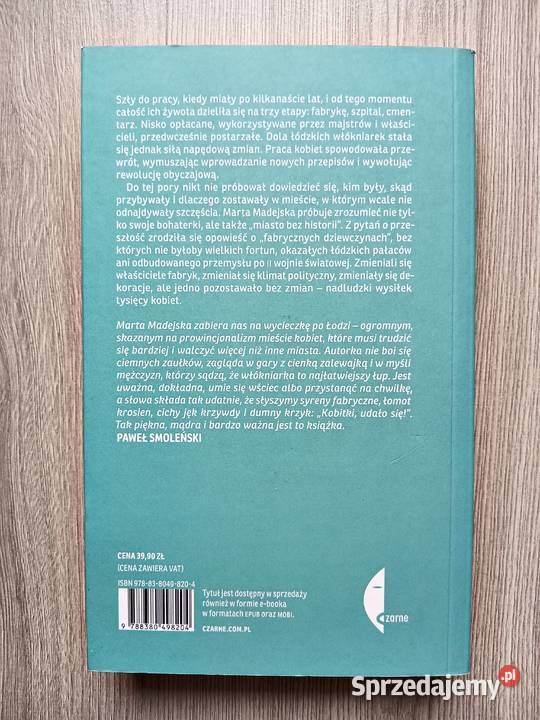 Szły do pracy, kiedy miały po kilkanaście lat, i od tego momentu
całość ich żywota dzieliła się na trzy etapy: fabrykę, szpital, cmen-
tarz. Nisko opłacane, wykorzystywane przez majstrów i właści-
cieli, przedwcześnie postarzałe. Dola łódzkich włókniarek stała
się jednak siłą napędową zmian. Praca kobiet spowodowała prze-
wrót, wymuszając wprowadzanie nowych przepisów i wywołując
rewolucję obyczajową.
Do tej pory nikt nie próbował dowiedzieć się, kim były, skąd
przybywały i dlaczego zostawały w mieście, w którym wcale nie
odnajdywały szczęścia. Marta Madejska próbuje zrozumieć nie tyl-
ko swoje bohaterki, ale także „miasto bez historii”. Z pytań o prze-
szłość zrodziła się opowieść o „fabrycznych dziewczynach”, bez
których nie byłoby wielkich fortun, okazałych łódzkich pałaców
ani odbudowanego przemysłu po II wojnie światowej. Zmieniali się
właściciele fabryk, zmieniał się klimat polityczny, zmieniały się de-
koracje, ale jedno pozostawało bez zmian – nadludzki wysiłek
tysięcy kobiet.
Marta Madejska zabiera nas na wycieczkę po Łodzi – ogromnym,
skazanym na prowincjonalizm mieście kobiet, które musi trudzić
się bardziej i walczyć więcej niż inne miasta. Autorka nie boi się
ciemnych zaułków, zagląda w gary z cienką zalewajką i w myśli
mężczyzn, którzy sądzą, że włókniarka to najłatwiejszy łup. Jest
uważna, dokładna, umie się wściec albo przystanąć na chwilkę,
a słowa składa tak udatnie, że słyszymy syreny fabryczne, łomot
krosien, cichy jęk krzywdy i dumny krzyk: „Kobitki, udało się!”.
Tak piękna, mądra i bardzo ważna jest to książka.
PAWEŁ SMOLEŃSKI
CENA 39,90 ZŁ
(CENA ZAWIERA VAT)
ISBN 978-83-8049-820-4
9 788380 498204
Tytuł jest dostępny w sprzedaży
również w formie e-booka
w formatach EPUB oraz MOBI.
CZARNE.COM.PL
czarne
Sprzedajemy.pl